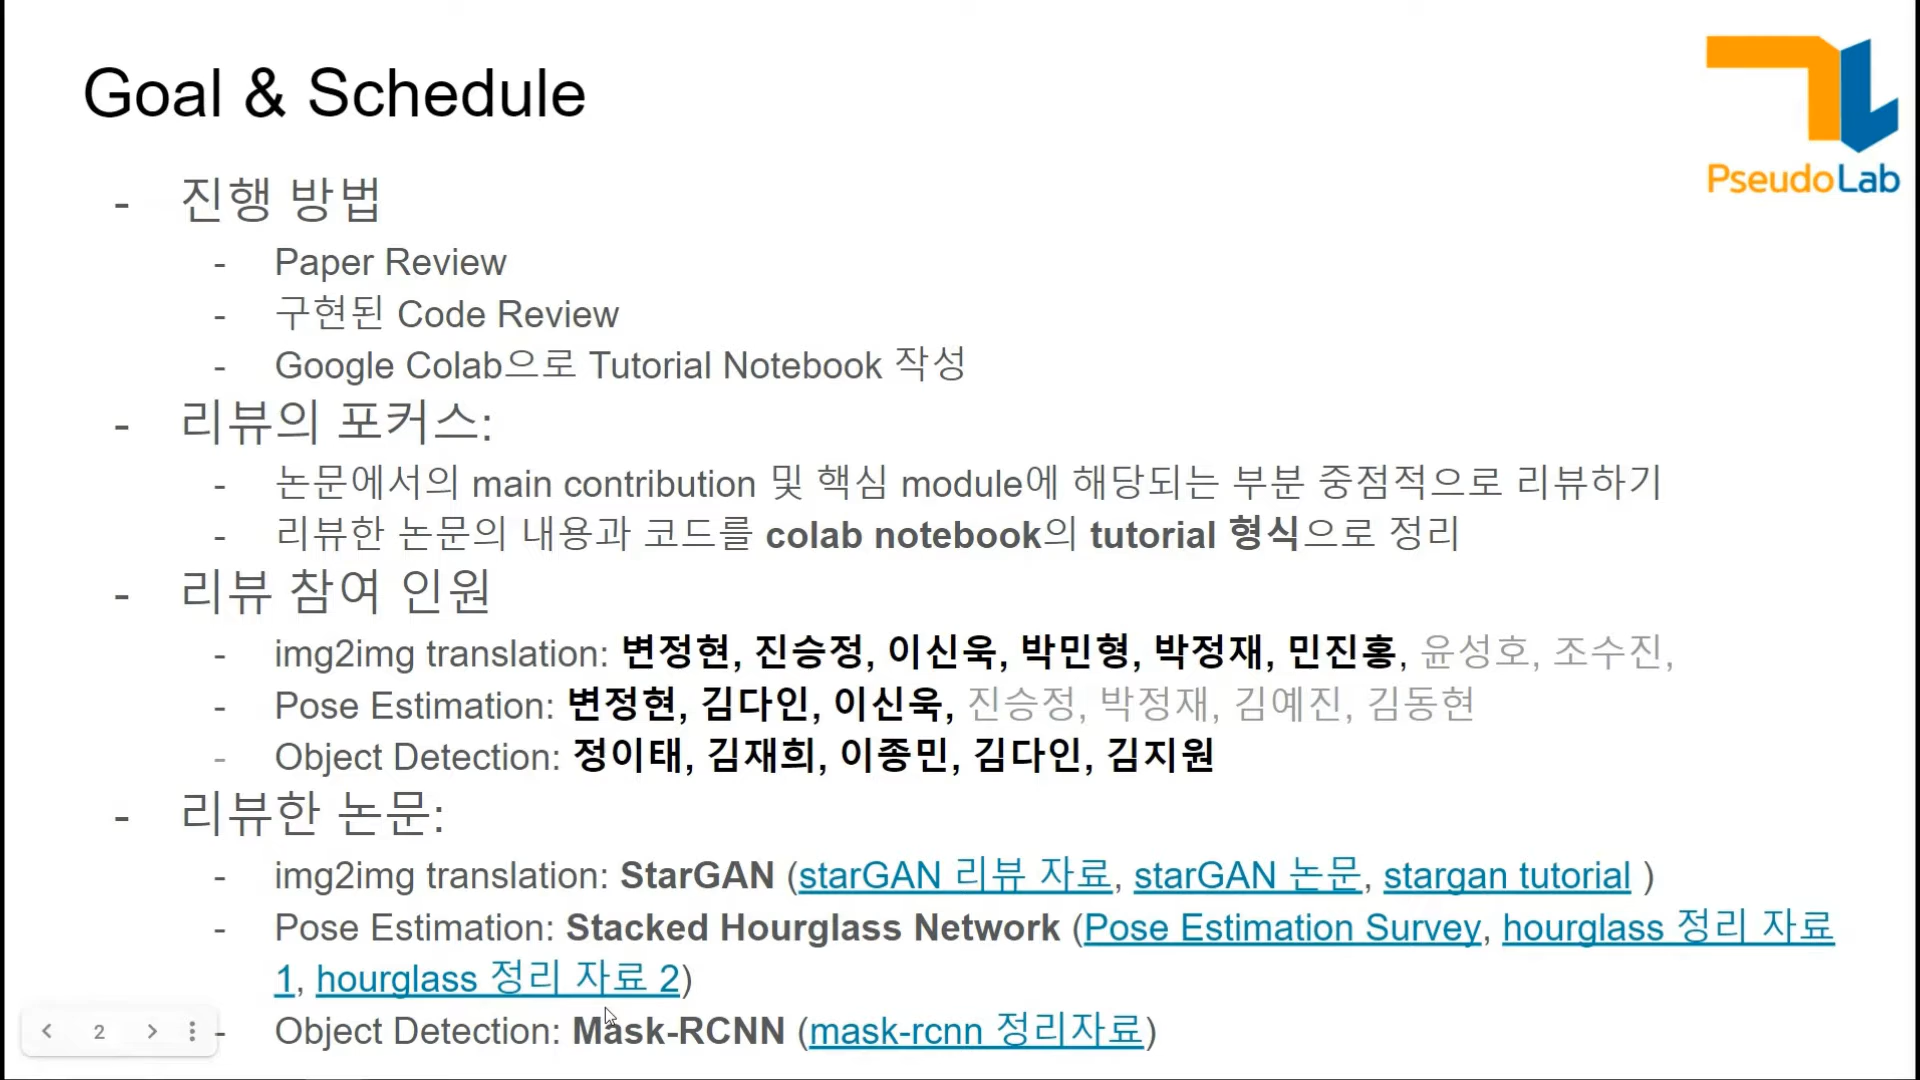 Goal & Schedule
PseudoLab
- 진행 방법
- Paper Review
- 구현된 Code Review
- Google Colab으로 Tutorial Notebook 작성
- 리뷰의 포커스:
- 논문에서의 main contribution 및 핵심 module에 해당되는 부분 중점적으로 리뷰하기
- 리뷰한 논문의 내용과 코드를 colab notebook의 tutorial 형식으로 정리
- 리뷰 참여 인원
- img2img translation: 변정현, 진승정, 이신욱, 박민형, 박정재, 민진홍, 윤성호, 조수진,
- Pose Estimation: 변정현, 김다인, 이신욱, 진승정, 박정재, 김예진, 김동현
- Object Detection: 정이태, 김재희, 이종민, 김다인, 김지원
- 리뷰한 논문:
- img2img translation: StarGAN (starGAN 리뷰 자료, starGAN 논문, stargan tutorial )
- Pose Estimation: Stacked Hourglass Network (Pose Estimation Survey, hourglass 정리 자료
1, hourglass 정리 자료 2)
- Object Detection: Mask-RCNN (mask-rcnn 정리자료)
2